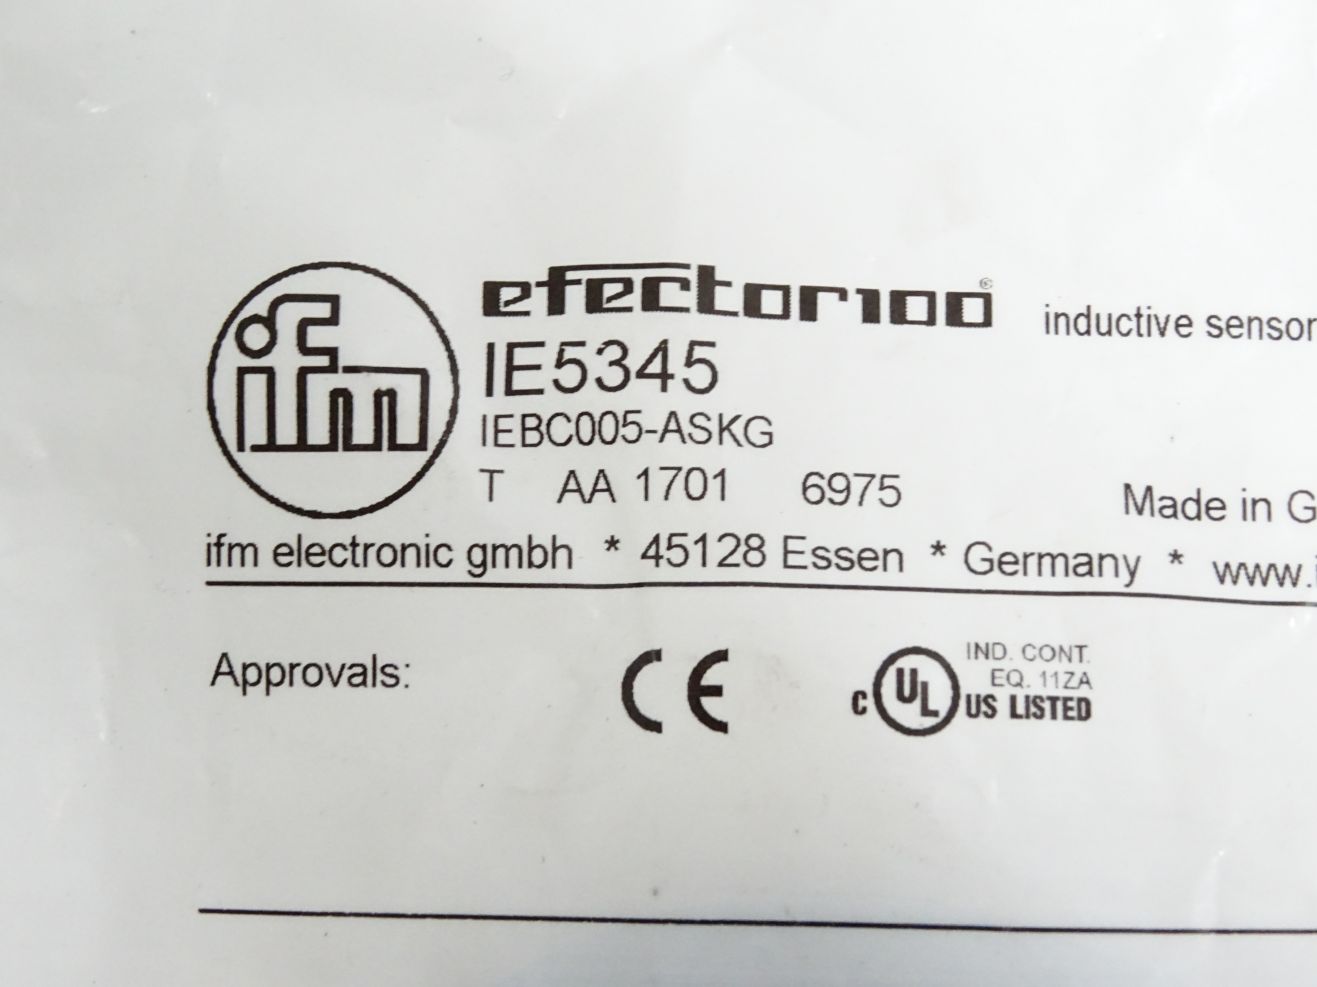 ifm
efector100® inductive sensor
IE5345
IEBC005-ASKG
T AA 1701 6975 Made in G
ifm electronic gmbh * 45128 Essen * Germany * www.i
Approvals: CE C UL US LISTED
IND. CONT.
EQ. 11ZA